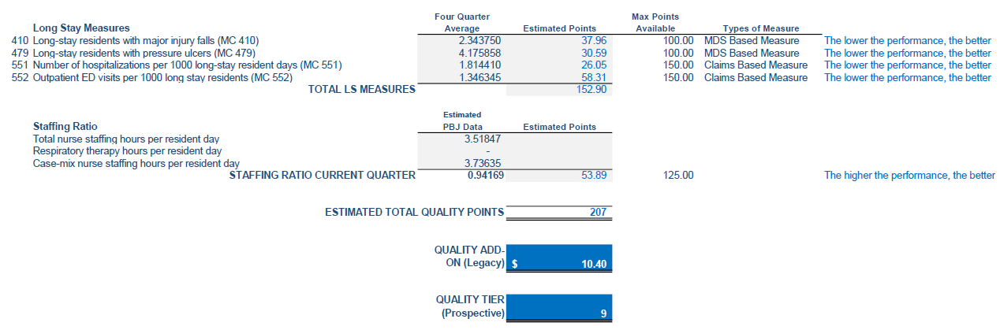 Four Quarter Max Points
Long Stay Measures Average Estimated Points Available Types of Measure
410 Long-stay residents with major injury falls (MC 410) 2.343750 37.96 100.00 MDS Based Measure The lower the performance, the better
479 Long-stay residents with pressure ulcers (MC 479) 4.175858 30.59 100.00 MDS Based Measure The lower the performance, the better
551 Number of hospitalizations per 1000 long-stay resident days (MC 551) 1.814410 26.05 150.00 Claims Based Measure The lower the performance, the better
552 Outpatient ED visits per 1000 long stay residents (MC 552) 1.346345 58.31 150.00 Claims Based Measure The lower the performance, the better
TOTAL LS MEASURES 152.90
Estimated
Staffing Ratio PBJ Data Estimated Points
Total nurse staffing hours per resident day 3.51847
Respiratory therapy hours per resident day -
Case-mix nurse staffing hours per resident day 3.73635
STAFFING RATIO CURRENT QUARTER 0.94169 53.89 125.00 The higher the performance, the better
ESTIMATED TOTAL QUALITY POINTS 207
QUALITY ADD-
ON (Legacy) $ 10.40
QUALITY TIER
(Prospective) 9